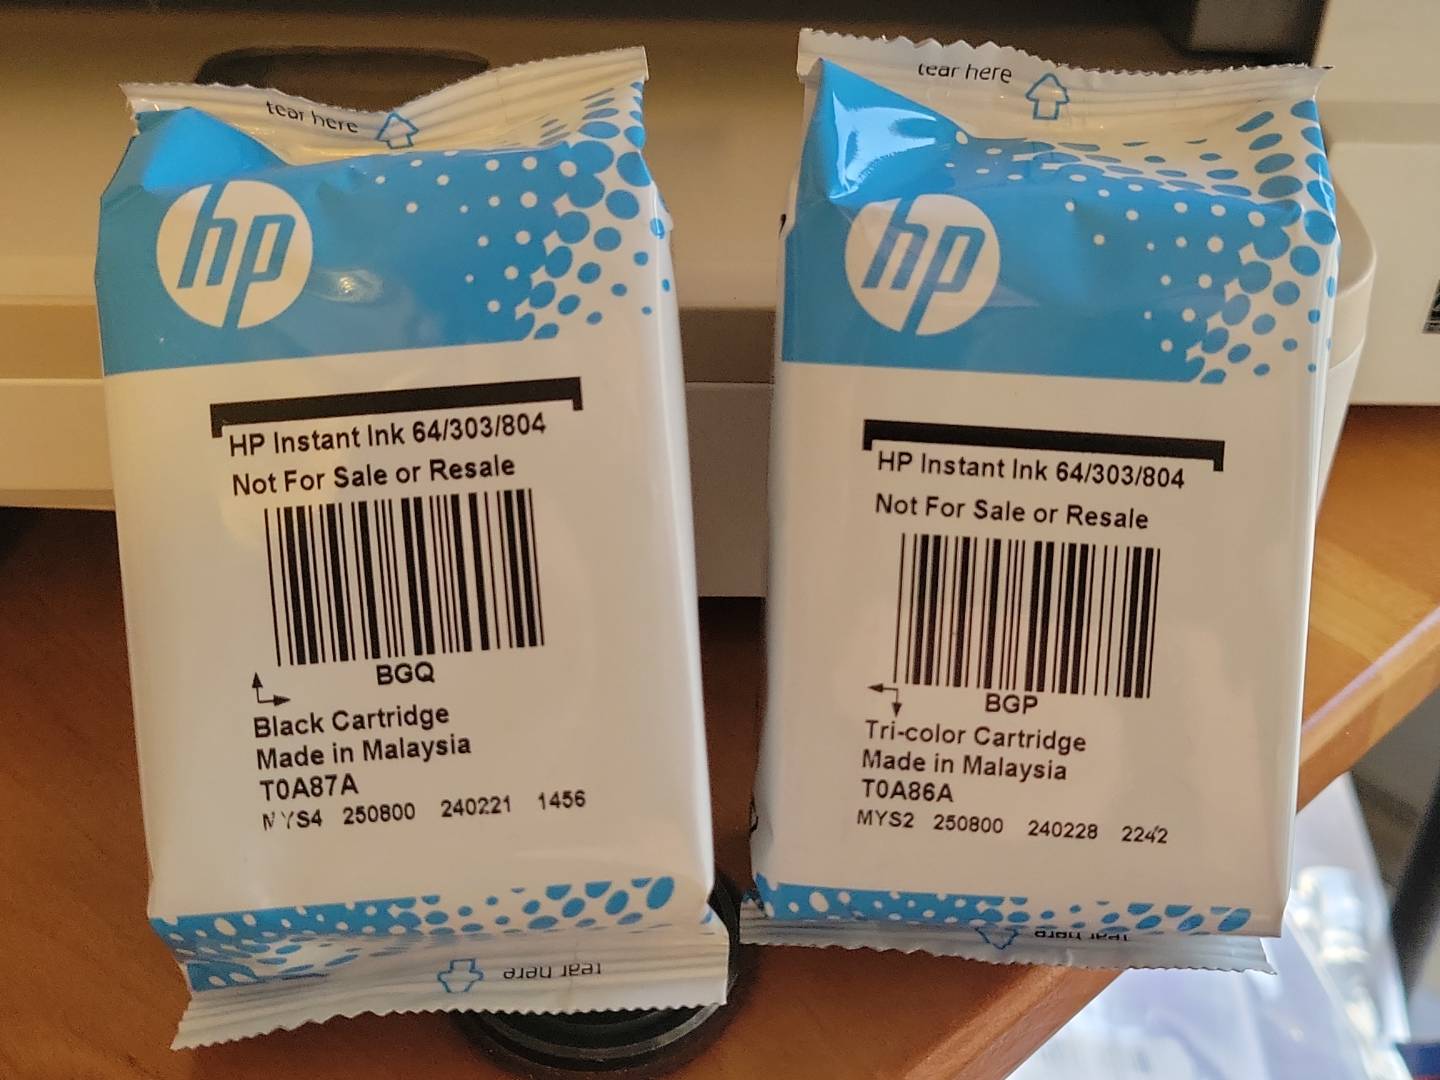 tear here
hp
HP Instant Ink 64/303/804
Not For Sale or Resale
BGQ
Black Cartridge
Made in Malaysia
T0A87A
MYS4 250800 240221 1456
tear here
tear here
hp
HP Instant Ink 64/303/804
Not For Sale or Resale
BGP
Tri-color Cartridge
Made in Malaysia
T0A86A
MYS2 250800 240228 2242
tear here